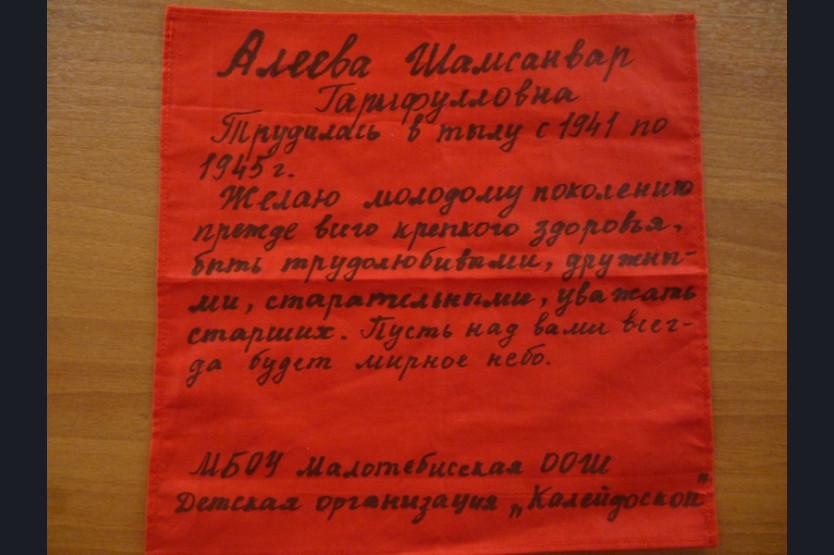 Алеева Шамсанвар
Гарифулловна
Трудилась в тылу с 1941 по
1945 г.
Желаю молодому поколению
прежде всего крепкого здоровья,
быть трудолюбивыми, дружны-
ми, старательными, уважать
старших. Пусть над вами всег-
да будет мирное небо.
МБОУ Малотебисская ООШ
Детская организация „Калейдоскоп"